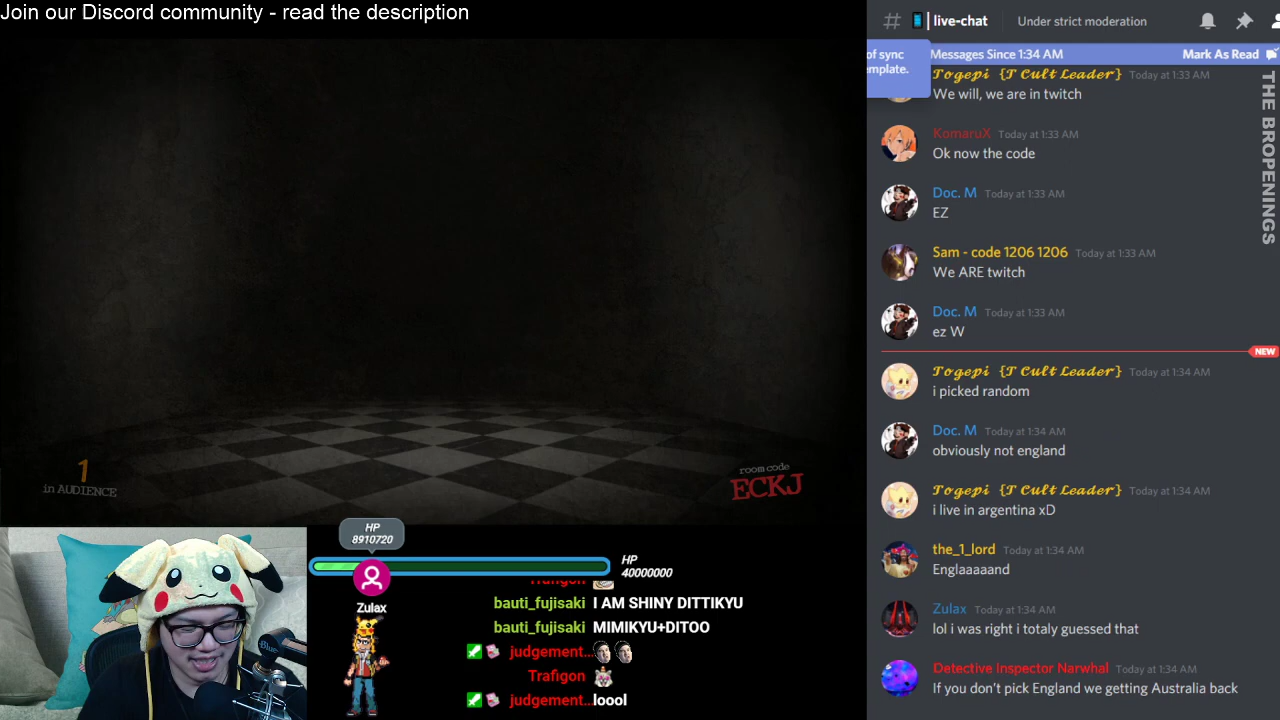 Join our Discord community - read the description
1
in AUDIENCE
room code
ECKJ
HP
8910720
HP
40000000
Zulax
Trafigon
bauti_fujisaki I AM SHINY DITTIKYU
bauti_fujisaki MIMIKYU+DITOO
judgement...
Trafigon
judgement... loool
Blue
# | live-chat Under strict moderation
of sync
emplate.
Messages Since 1:34 AM Mark As Read
Togepi {T Cult Leader} Today at 1:33 AM
We will, we are in twitch
KomaruX Today at 1:33 AM
Ok now the code
Doc. M Today at 1:33 AM
EZ
Sam - code 1206 1206 Today at 1:33 AM
We ARE twitch
Doc. M Today at 1:33 AM
ez W
NEW
Togepi {T Cult Leader} Today at 1:34 AM
i picked random
Doc. M Today at 1:34 AM
obviously not england
Togepi {T Cult Leader} Today at 1:34 AM
i live in argentina xD
the_1_lord Today at 1:34 AM
Englaaaaand
Zulax Today at 1:34 AM
lol i was right i totaly guessed that
Detective Inspector Narwhal Today at 1:34 AM
If you don't pick England we getting Australia back
THE BROPENINGS